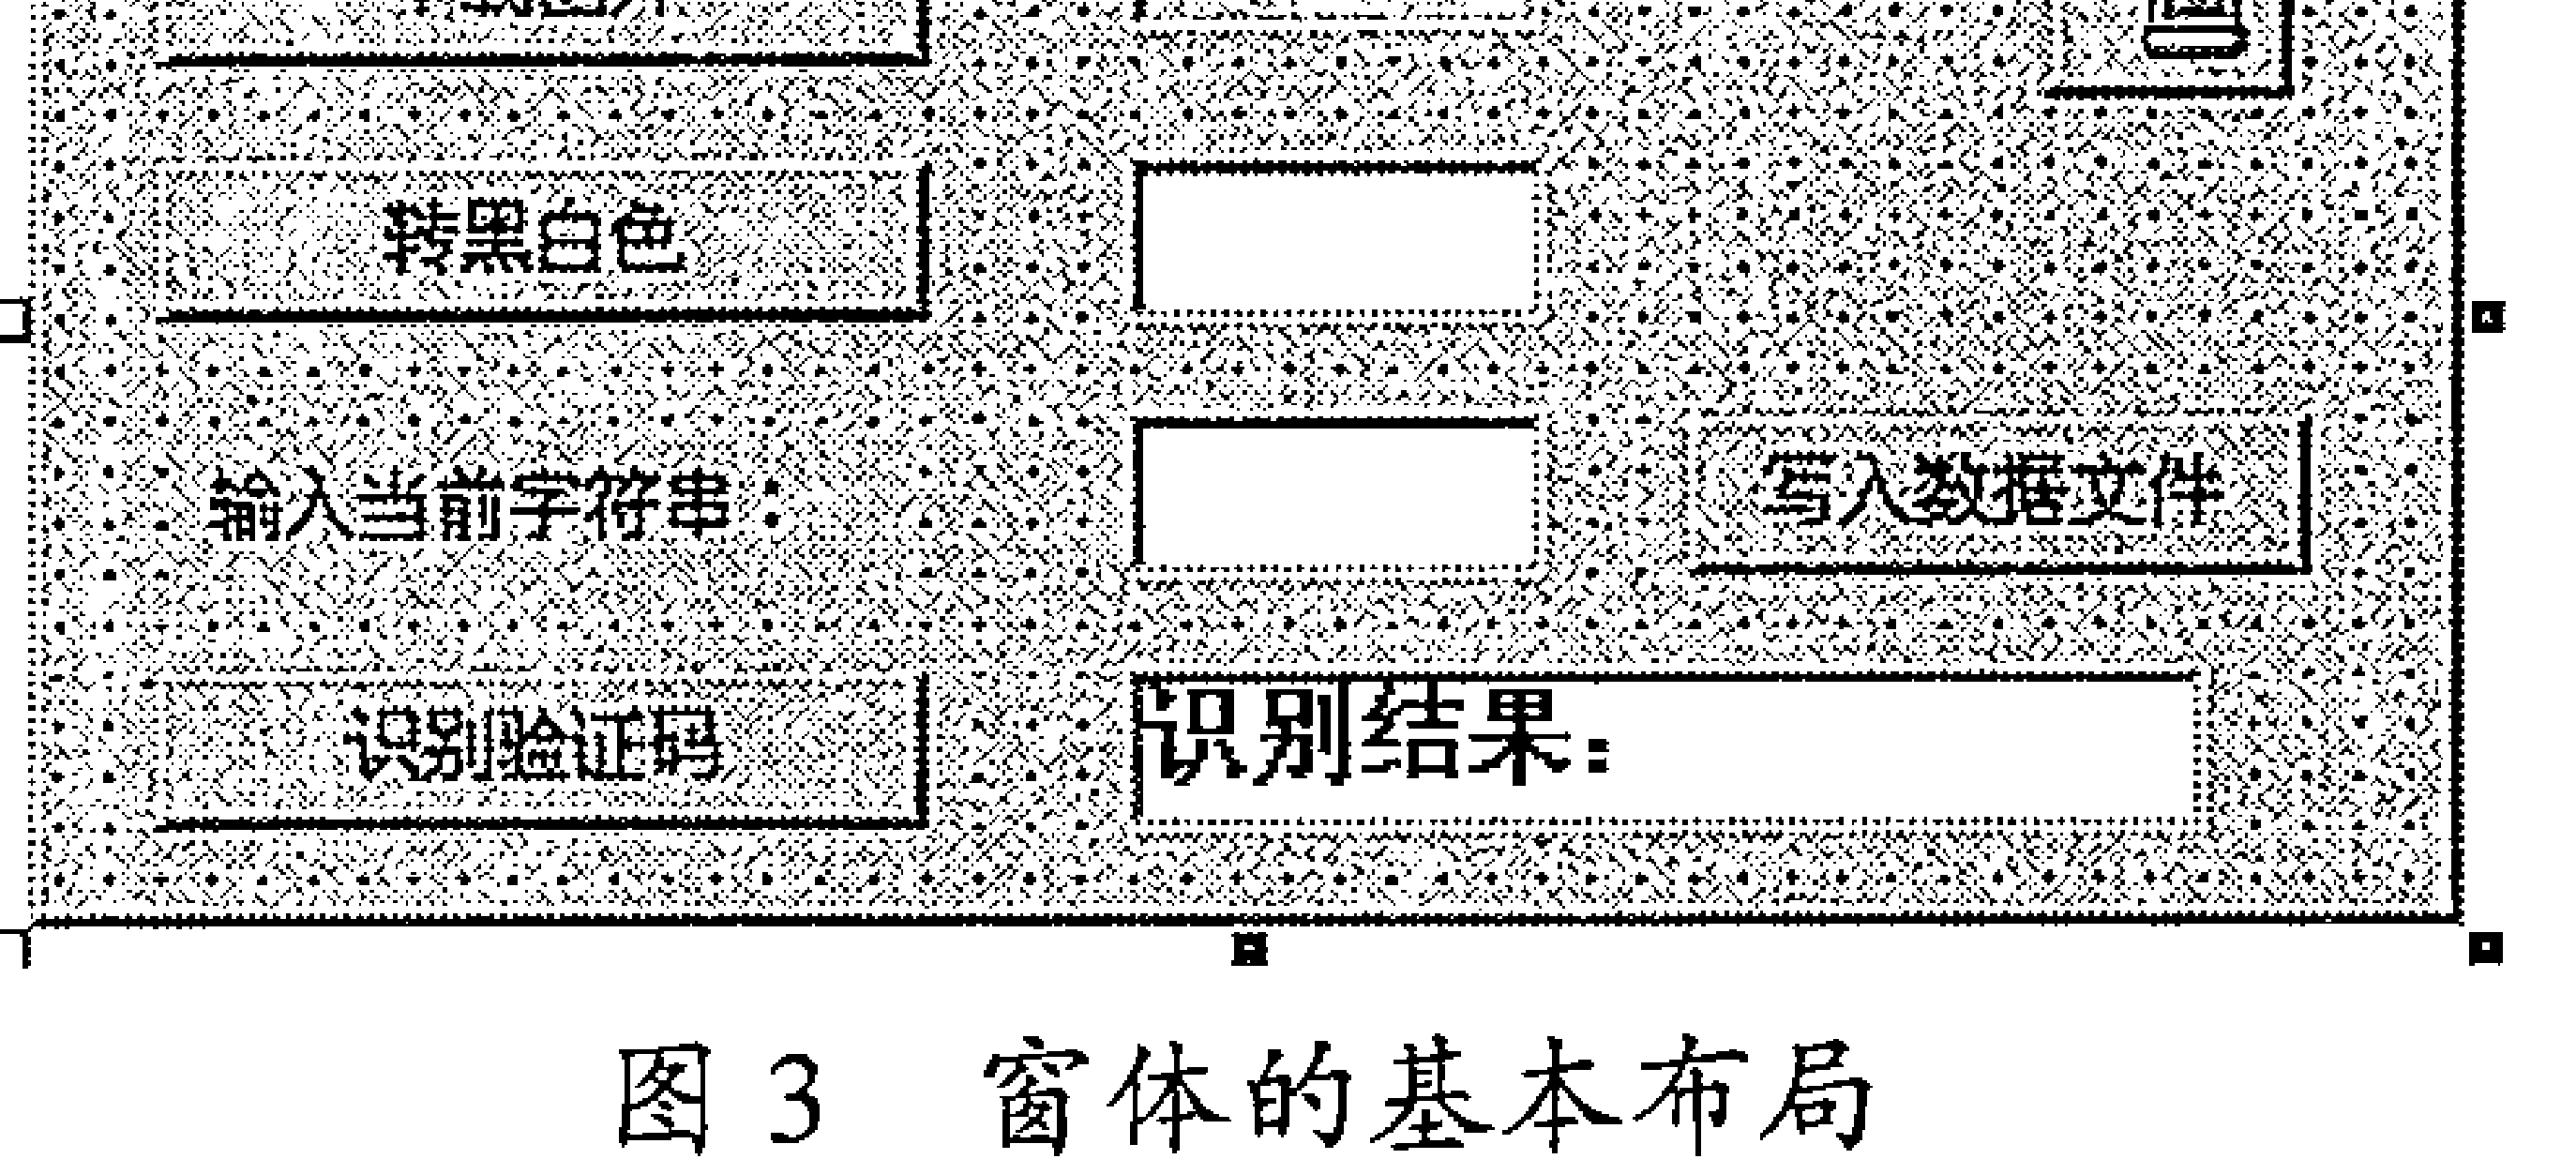 转黑白色
输入当前字符串： 写入数据文件
识别验证码 识别结果：
图 3 窗体的基本布局